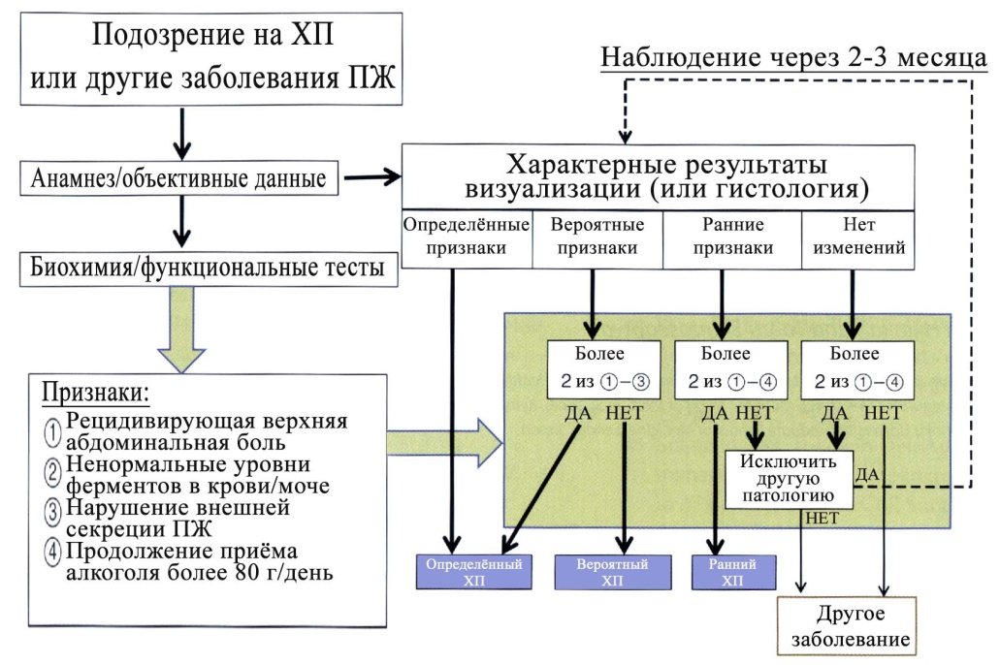 Подозрение на ХП
или другие заболевания ПЖ
Наблюдение через 2-3 месяца
Анамнез/объективные данные
Характерные результаты
визуализации (или гистология)
Определённые
признаки
Вероятные
признаки
Ранние
признаки
Нет
изменений
Биохимия/функциональные тесты
Более
2 из ①–③
Более
2 из ①–④
Более
2 из ①–④
ДА НЕТ
ДА НЕТ
ДА НЕТ
Признаки:
① Рецидивирующая верхняя
абдоминальная боль
② Ненормальные уровни
ферментов в крови/моче
③ Нарушение внешней
секреции ПЖ
④ Продолжение приёма
алкоголя более 80 г/день
Исключить
другую
патологию
ДА
НЕТ
Определённый
ХП
Вероятный
ХП
Ранний
ХП
Другое
заболевание